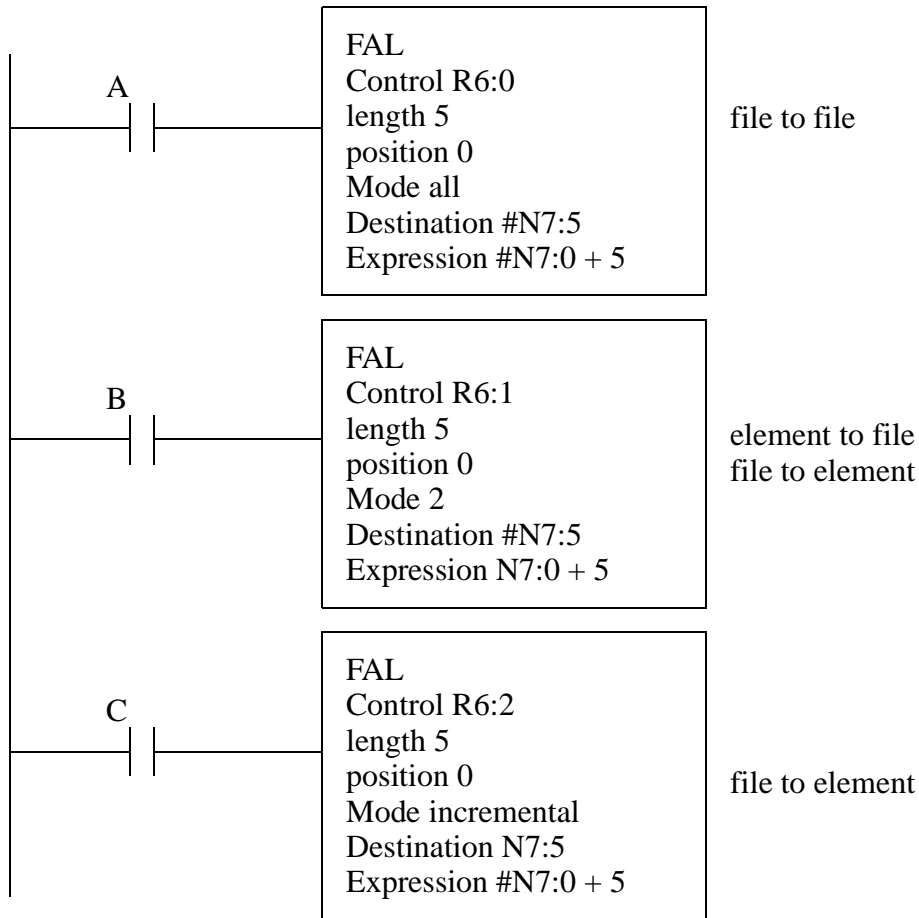 A
FAL
Control R6:0
length 5
position 0
Mode all
Destination #N7:5
Expression #N7:0 + 5
file to file
B
FAL
Control R6:1
length 5
position 0
Mode 2
Destination #N7:5
Expression N7:0 + 5
element to file
file to element
C
FAL
Control R6:2
length 5
position 0
Mode incremental
Destination N7:5
Expression #N7:0 + 5
file to element